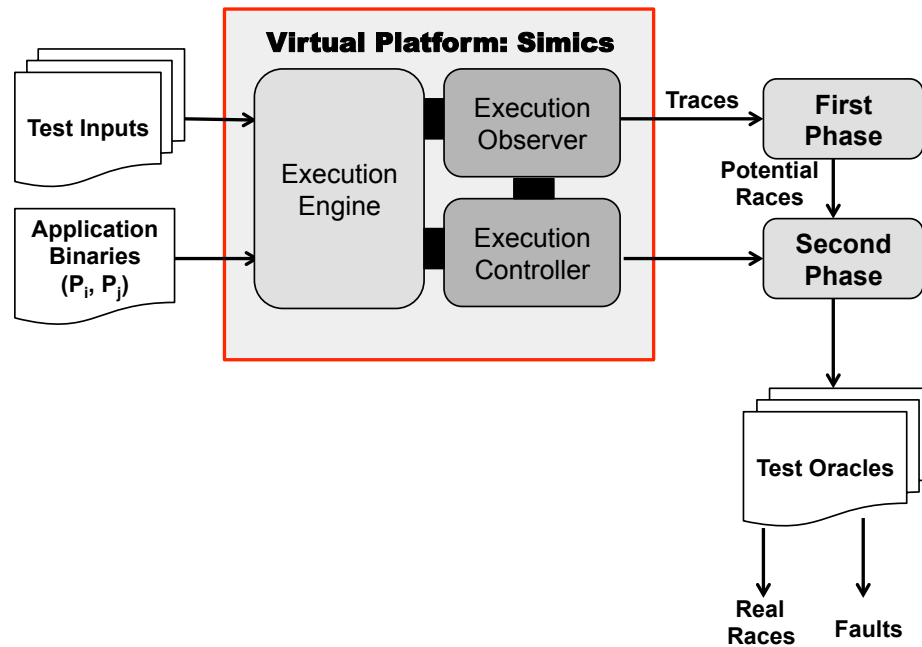 Virtual Platform: Simics
Test Inputs
Application
Binaries
(Pi, Pj)
Execution
Engine
Execution
Observer
Execution
Controller
Traces
First
Phase
Potential
Races
Second
Phase
Test Oracles
Real
Races
Faults